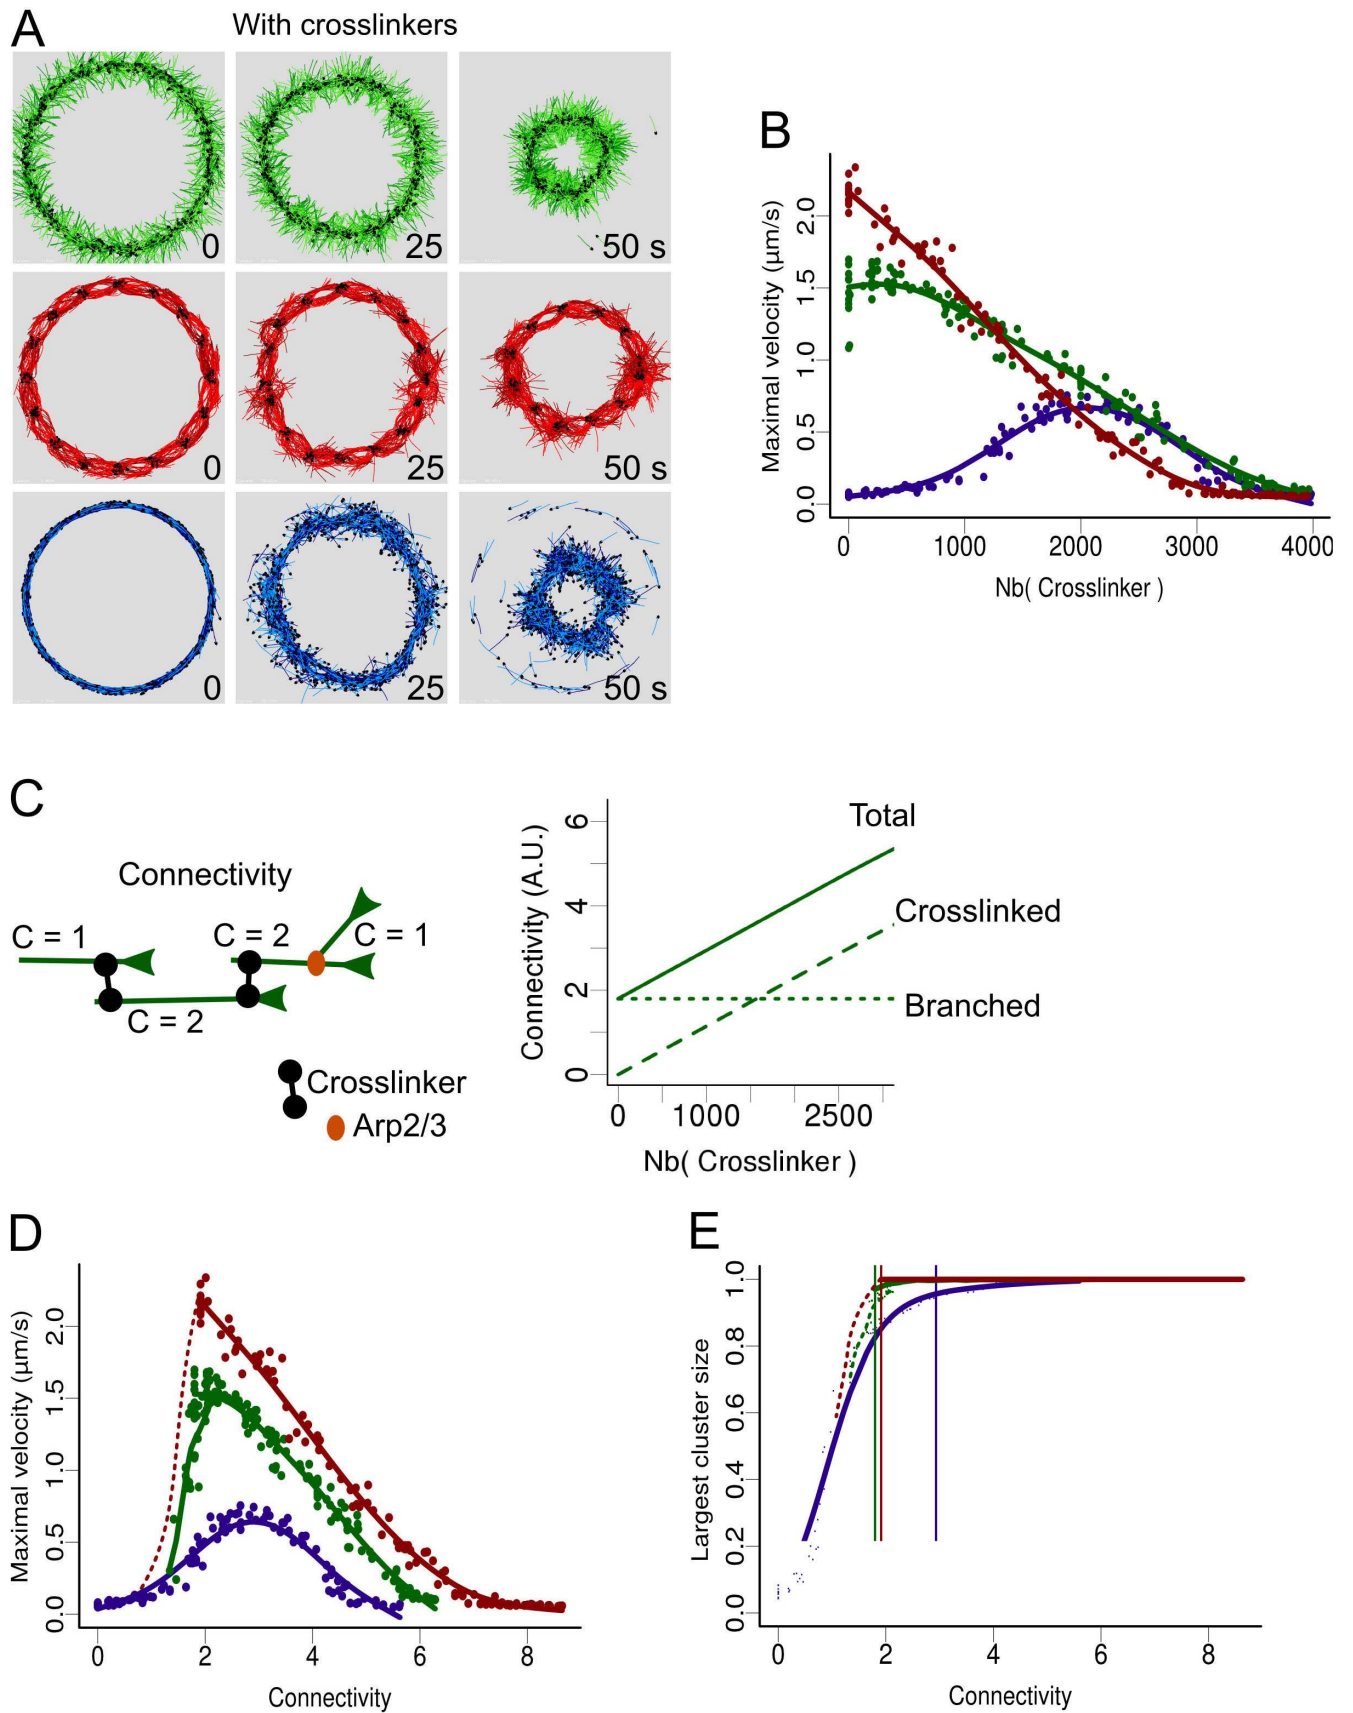 A
With crosslinkers
0
25
50 s
0
25
50 s
0
25
50 s
B
Maximal velocity (µm/s)
0.0 0.5 1.0 1.5 2.0
0 1000 2000 3000 4000
Nb( Crosslinker )
C
Connectivity
C = 1
C = 2
C = 1
C = 2
Crosslinker
Arp2/3
Connectivity (A.U.)
0 2 4 6
Total
Crosslinked
Branched
0 1000 2500
Nb( Crosslinker )
D
Maximal velocity (µm/s)
0.0 0.5 1.0 1.5 2.0
0 2 4 6 8
Connectivity
E
Largest cluster size
0.0 0.2 0.4 0.6 0.8 1.0
0 2 4 6 8
Connectivity